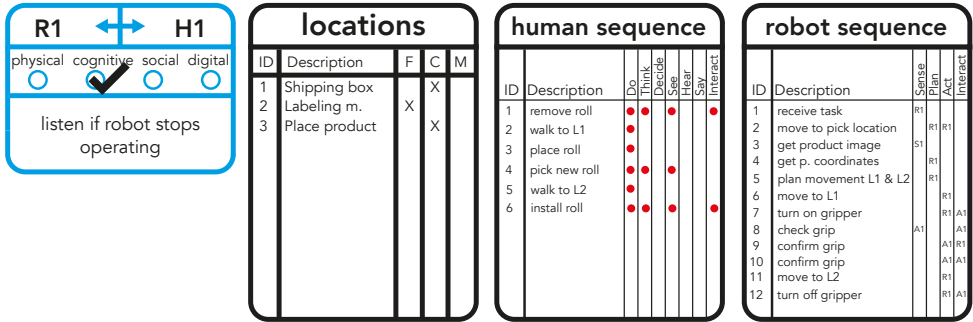 R1 H1
physical cognitive social digital
listen if robot stops
operating
locations
ID Description F C M
1 Shipping box X
2 Labeling m. X
3 Place product X
human sequence
ID Description Do Think Decide See Hear Say Interact
1 remove roll
2 walk to L1
3 place roll
4 pick new roll
5 walk to L2
6 install roll
robot sequence
ID Description Sense Plan Act Interact
1 receive task R1
2 move to pick location R1 R1
3 get product image S1
4 get p. coordinates R1
5 plan movement L1 & L2 R1
6 move to L1 R1
7 turn on gripper R1 A1
8 check grip A1 A1
9 confirm grip A1 R1
10 confirm grip A1 A1
11 move to L2 R1
12 turn off gripper R1 A1